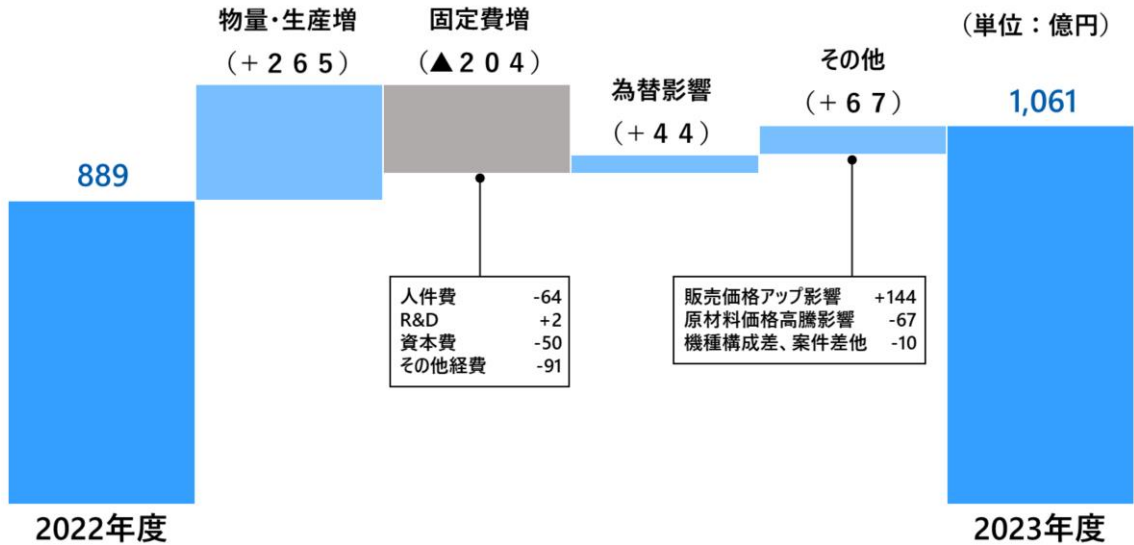 (単位：億円)
物量・生産増
(＋２６５)
固定費増
(▲２０４)
為替影響
(＋４４)
その他
(＋６７)
889
1,061
人件費 -64
R&D +2
資本費 -50
その他経費 -91
販売価格アップ影響 +144
原材料価格高騰影響 -67
機種構成差、案件差他 -10
2022年度
2023年度